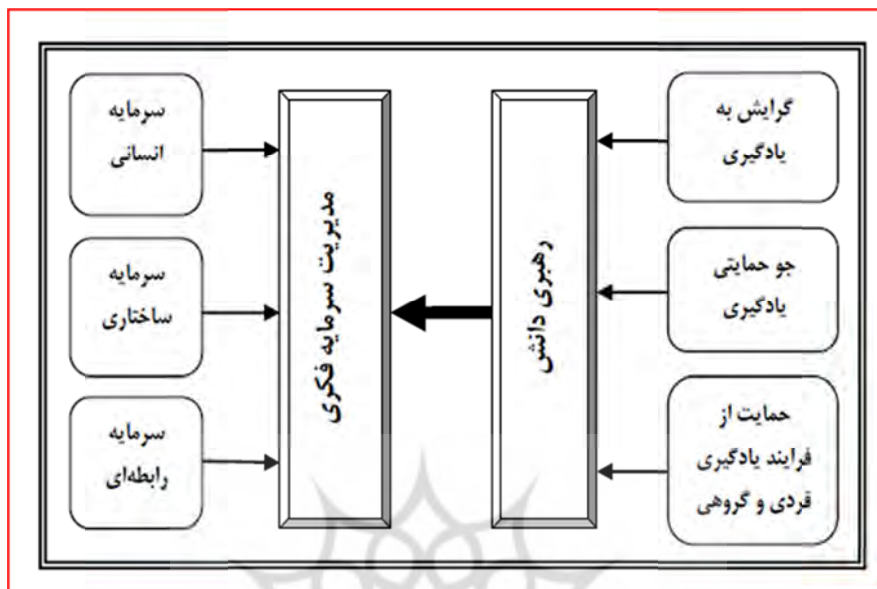 گرایش به
یادگیری
جو حمایتی
یادگیری
حمایت از
فرایند یادگیری
فردی و گروهی
رهبری دانش
مدیریت سرمایه فکری
سرمایه
انسانی
سرمایه
ساختاری
سرمایه
رابطه‌ای